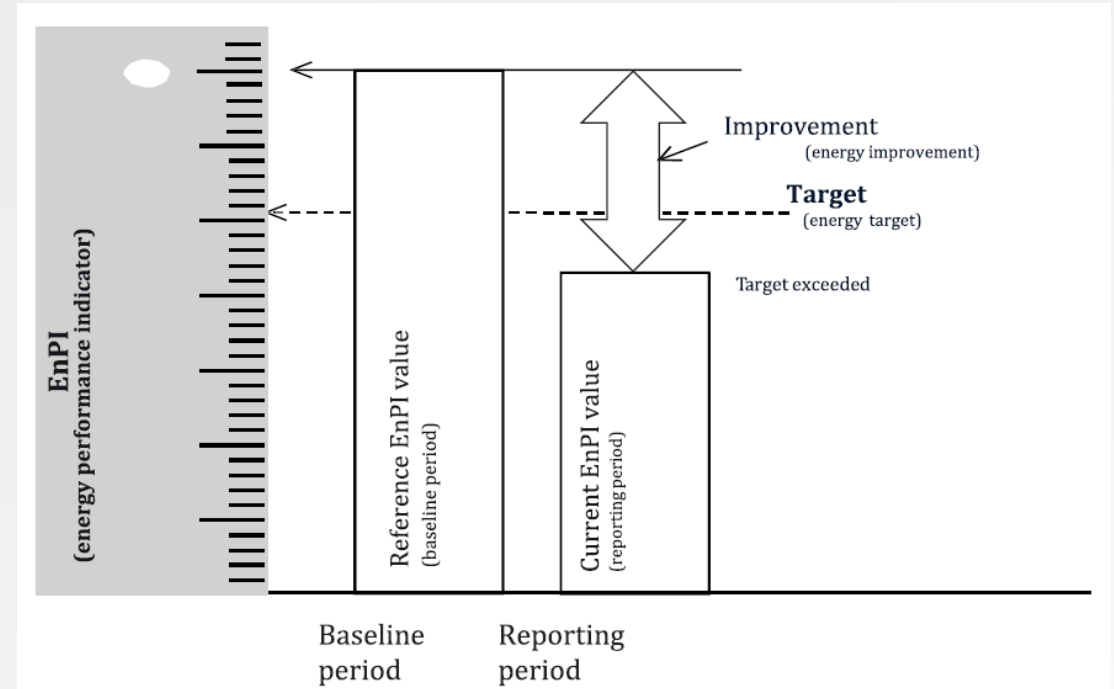 EnPI
(energy performance indicator)
Reference EnPI value
(baseline period)
Current EnPI value
(reporting period)
Improvement
(energy improvement)
Target
(energy target)
Target exceeded
Baseline
period
Reporting
period